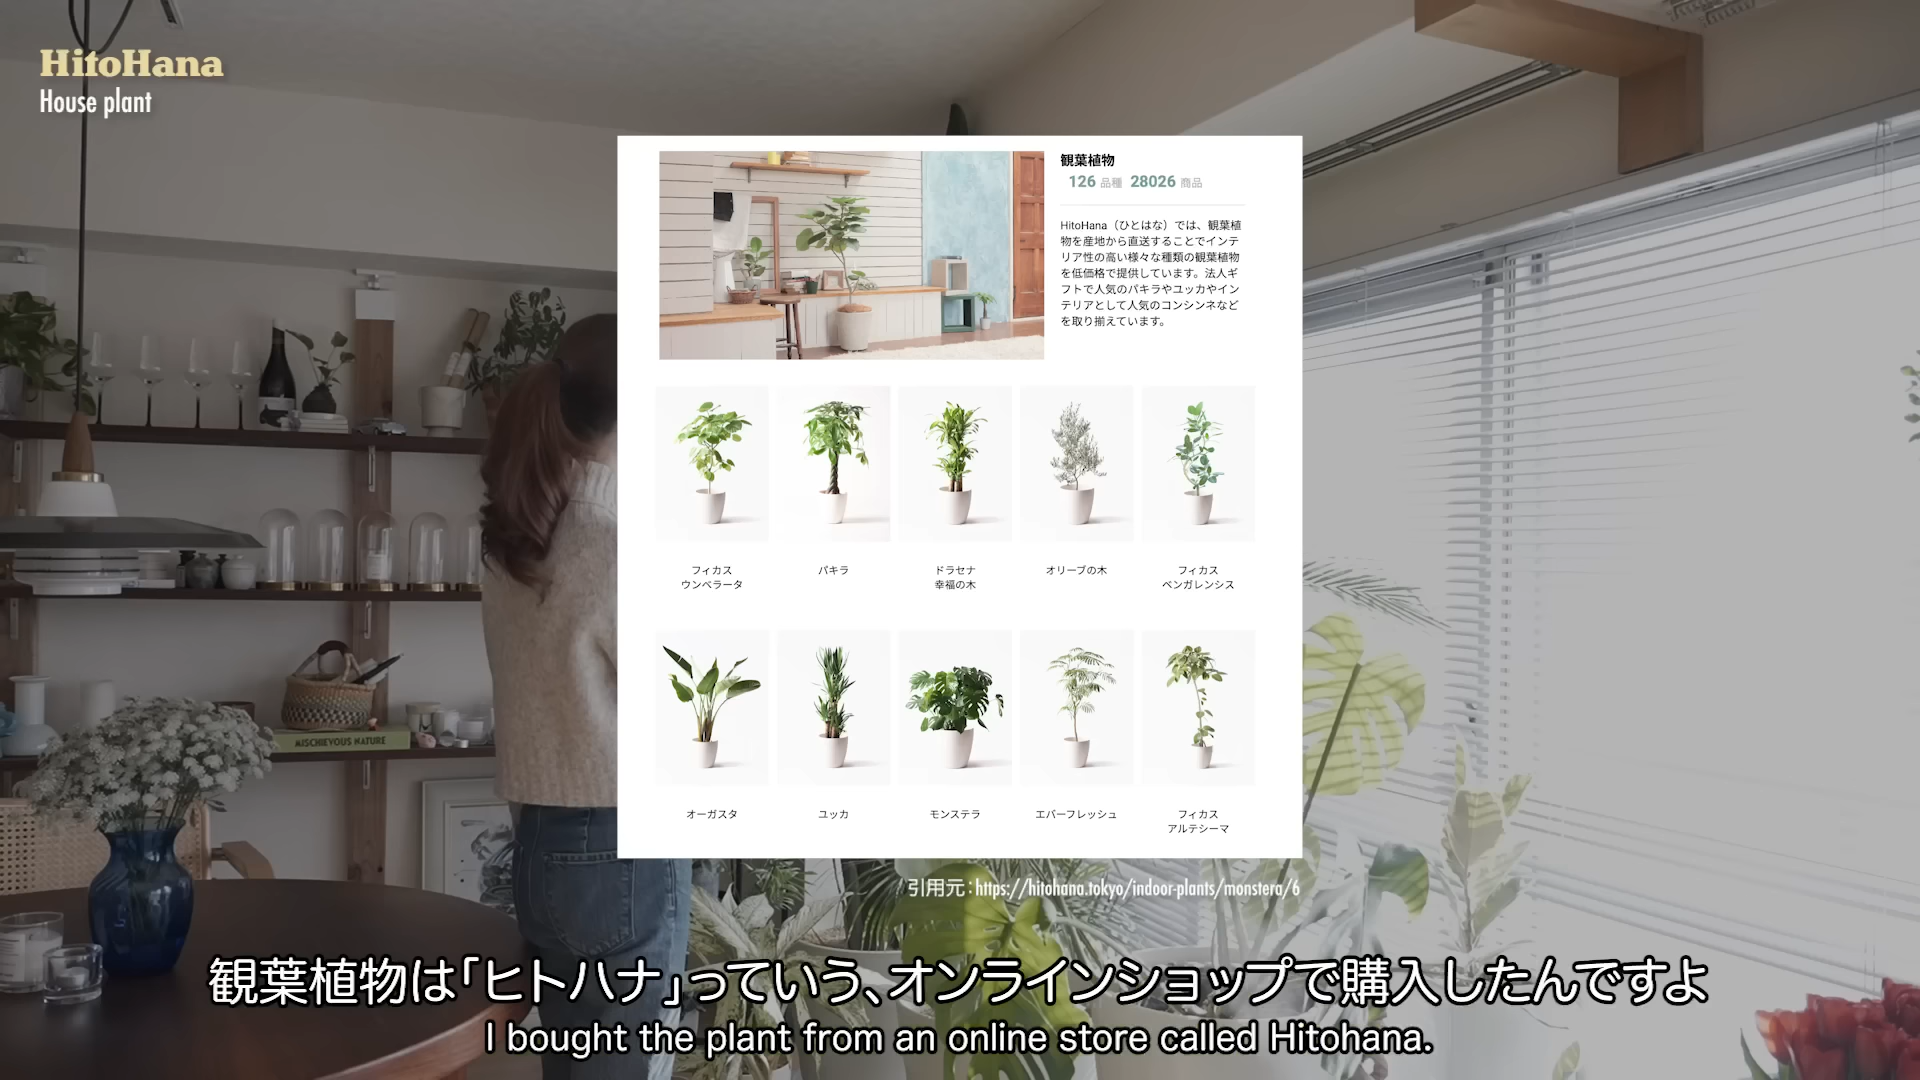 HitoHana
House plant
観葉植物
126 品種 28026 商品
HitoHana（ひとはな）では、観葉植
物を産地から直送することでインテ
リア性の高い様々な種類の観葉植物
を低価格で提供しています。法人ギ
フトで人気のパキラやユッカやイン
テリアとして人気のコンシンネなど
を取り揃えています。
フィカス
ウンベラータ
パキラ
ドラセナ
幸福の木
オリーブの木
フィカス
ベンガレンシス
オーガスタ
ユッカ
モンステラ
エバーフレッシュ
フィカス
アルテシーマ
MISCHIEVOUS NATURE
引用元：https://hitohana.tokyo/indoor-plants/monstera/6
観葉植物は「ヒトハナ」っていう、オンラインショップで購入したんですよ
I bought the plant from an online store called Hitohana.